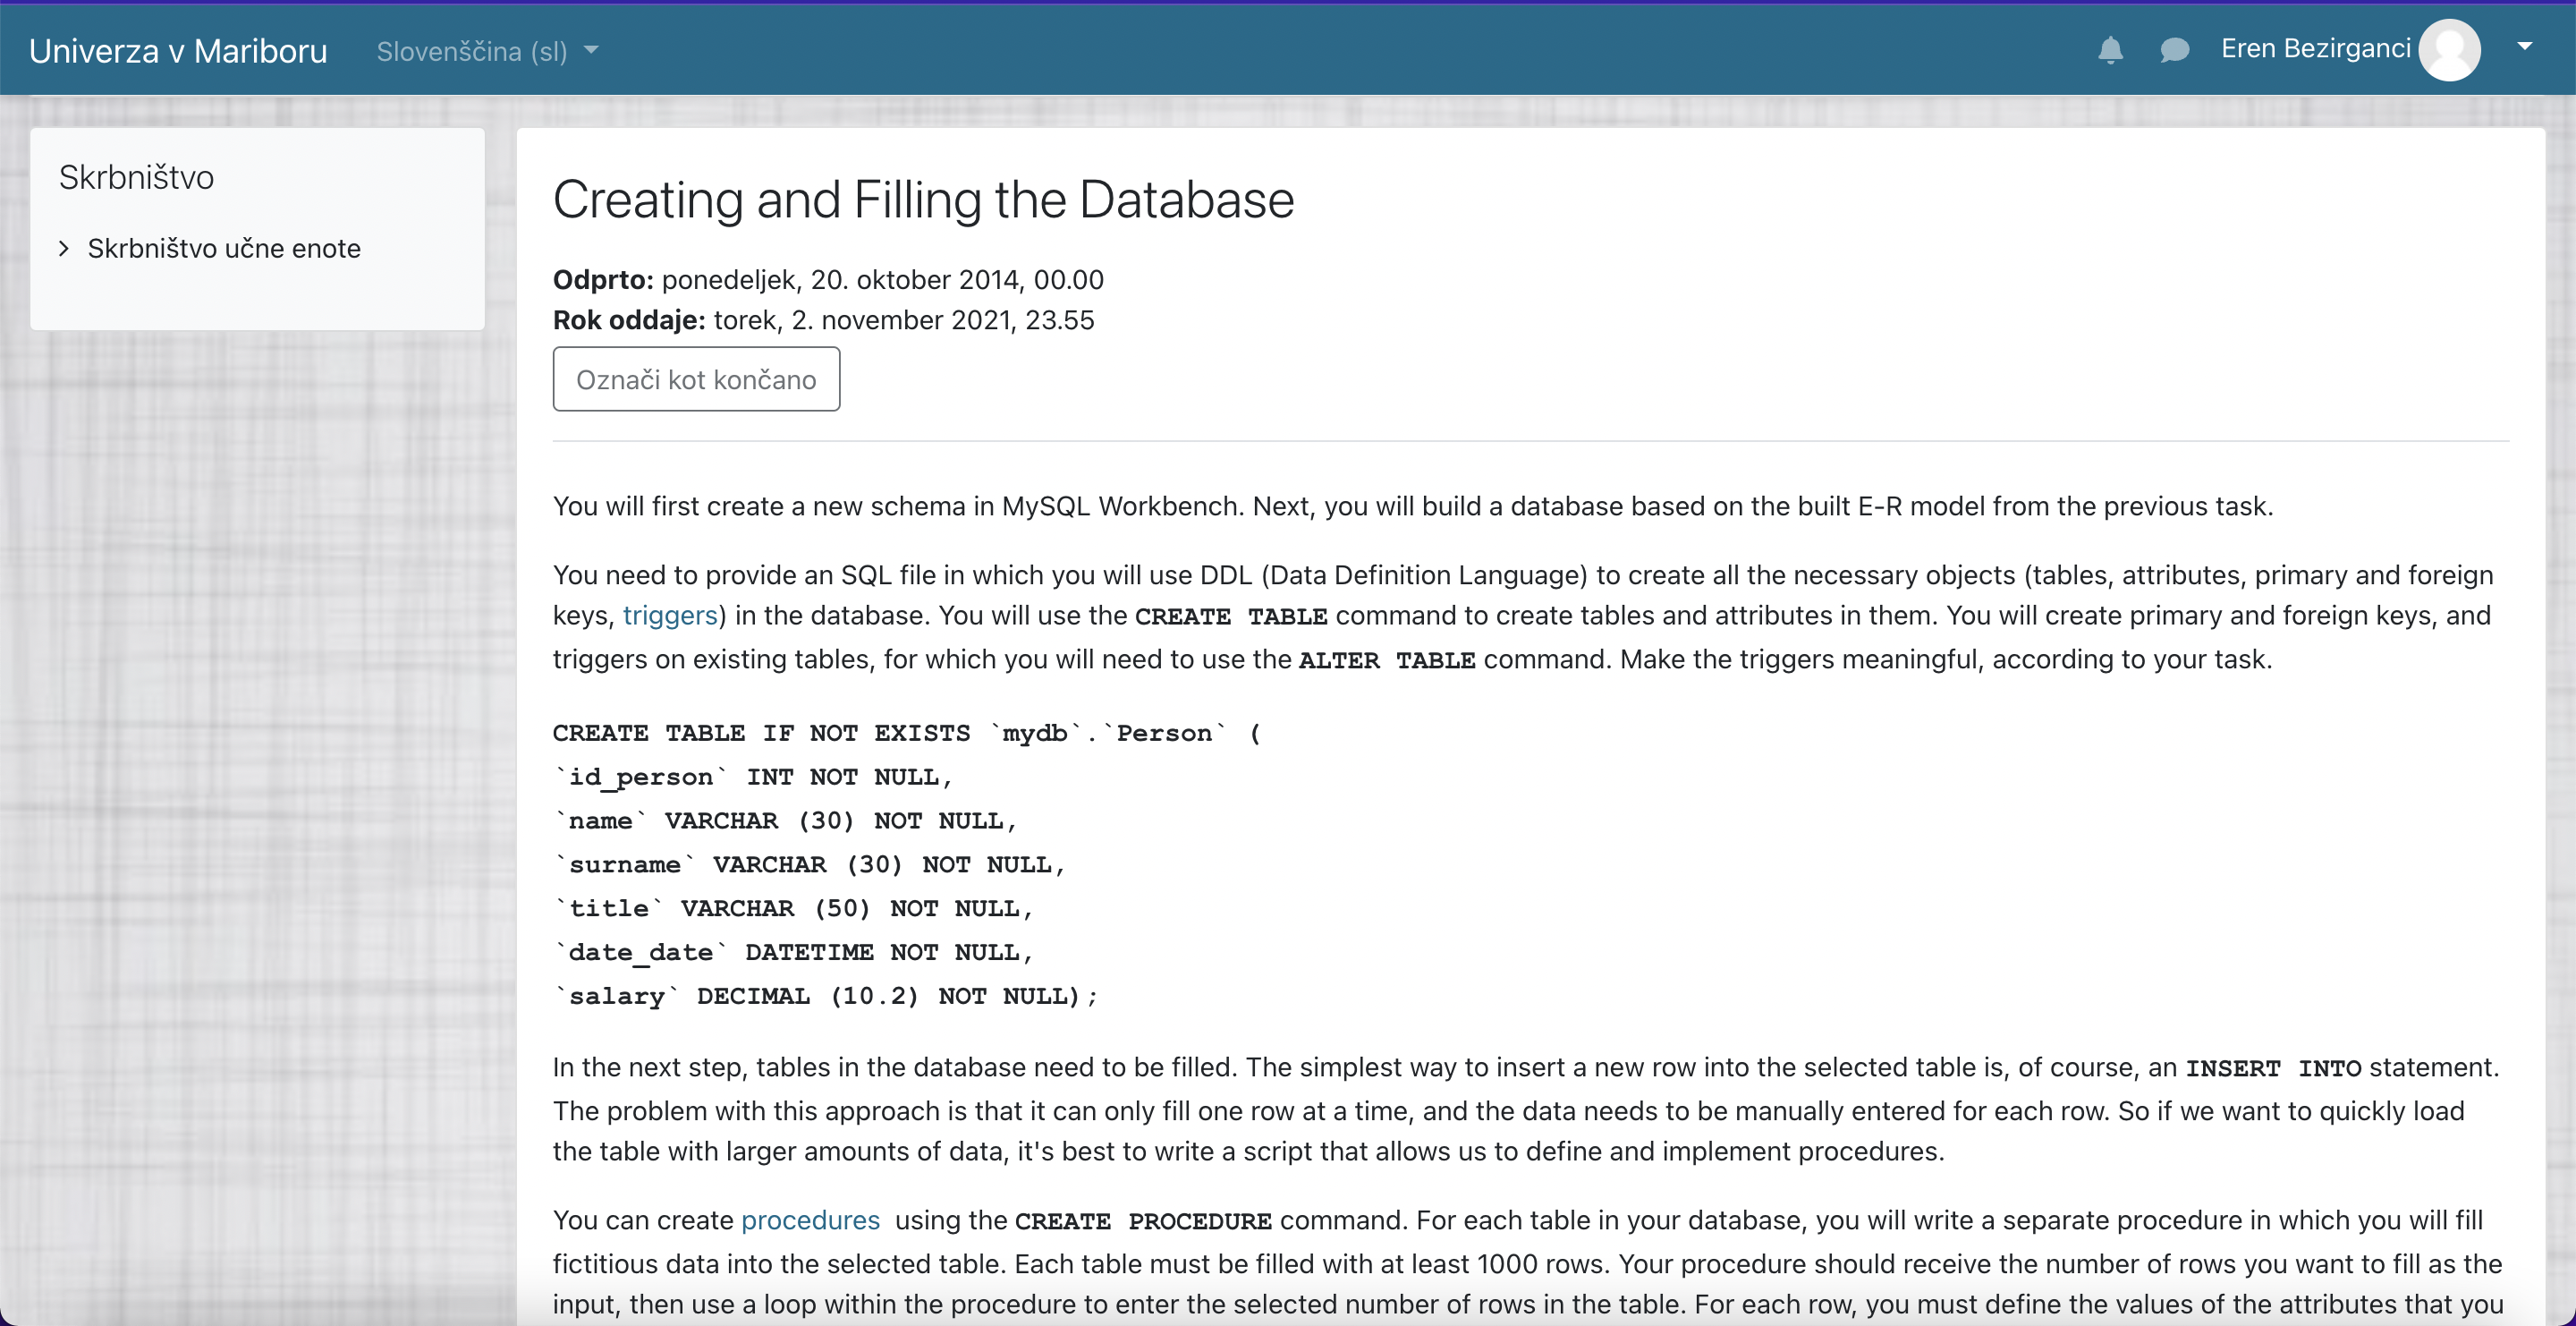 Univerza v Mariboru
Slovenščina (sl)
Eren Bezirganci
Skrbništvo
Skrbništvo učne enote
Creating and Filling the Database
Odprto: ponedeljek, 20. oktober 2014, 00.00
Rok oddaje: torek, 2. november 2021, 23.55
Označi kot končano
You will first create a new schema in MySQL Workbench. Next, you will build a database based on the built E-R model from the previous task.
You need to provide an SQL file in which you will use DDL (Data Definition Language) to create all the necessary objects (tables, attributes, primary and foreign
keys, triggers) in the database. You will use the CREATE TABLE command to create tables and attributes in them. You will create primary and foreign keys, and
triggers on existing tables, for which you will need to use the ALTER TABLE command. Make the triggers meaningful, according to your task.
CREATE TABLE IF NOT EXISTS `mydb`.`Person` (
`id_person` INT NOT NULL,
`name` VARCHAR (30) NOT NULL,
`surname` VARCHAR (30) NOT NULL,
`title` VARCHAR (50) NOT NULL,
`date_date` DATETIME NOT NULL,
`salary` DECIMAL (10.2) NOT NULL);
In the next step, tables in the database need to be filled. The simplest way to insert a new row into the selected table is, of course, an INSERT INTO statement.
The problem with this approach is that it can only fill one row at a time, and the data needs to be manually entered for each row. So if we want to quickly load
the table with larger amounts of data, it's best to write a script that allows us to define and implement procedures.
You can create procedures using the CREATE PROCEDURE command. For each table in your database, you will write a separate procedure in which you will fill
fictitious data into the selected table. Each table must be filled with at least 1000 rows. Your procedure should receive the number of rows you want to fill as the
input, then use a loop within the procedure to enter the selected number of rows in the table. For each row, you must define the values of the attributes that you